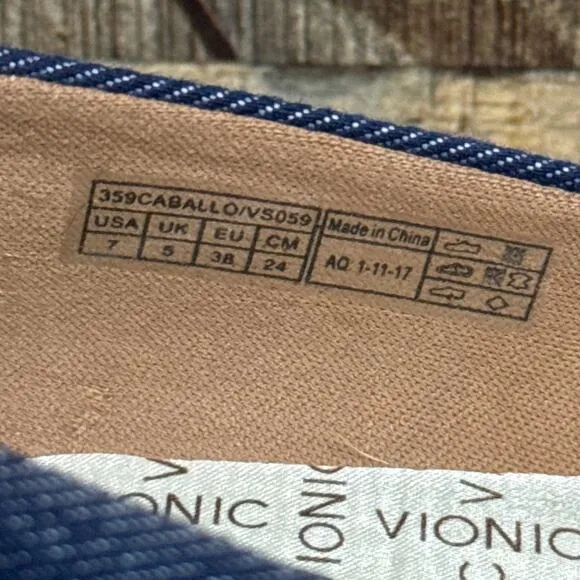 359CABALLO/VS059
USA UK EU CM
7 5 38 24
Made in China
AQ 1-11-17
VIONIC
VIONIC
VIONIC